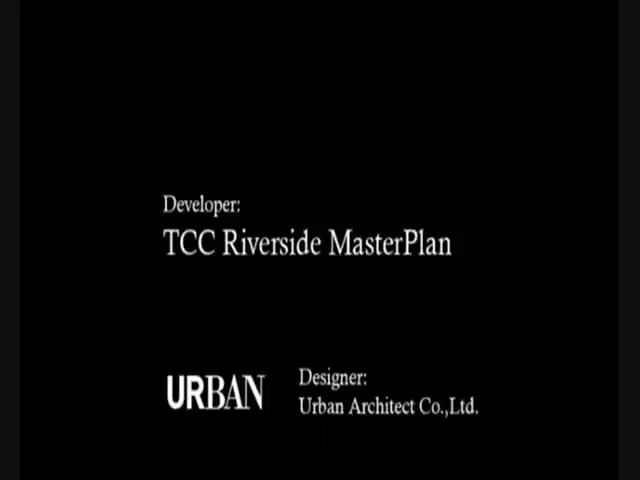 Developer:
TCC Riverside MasterPlan
URBAN
Designer:
Urban Architect Co.,Ltd.